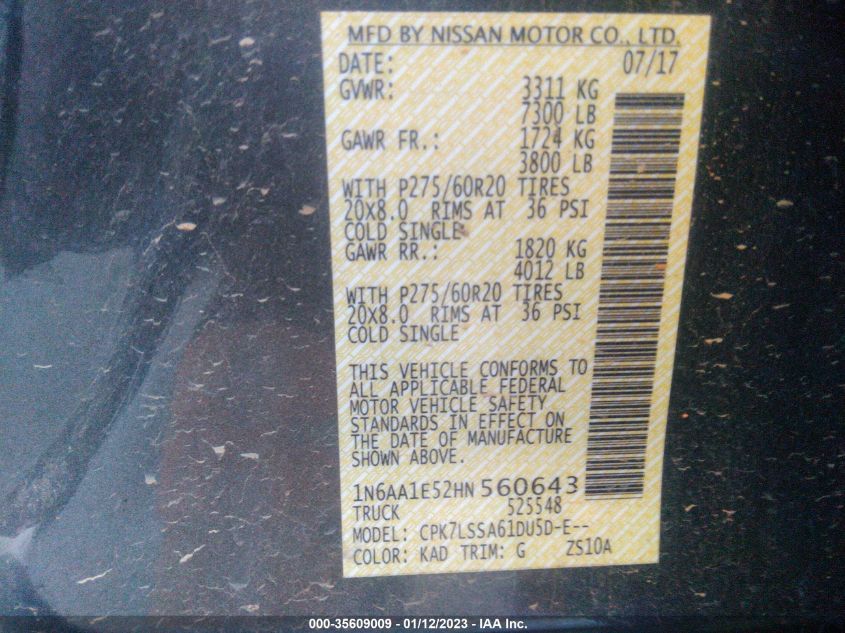 MFD BY NISSAN MOTOR CO., LTD.
DATE: 07/17
GVWR: 3311 KG
7300 LB
GAWR FR.: 1724 KG
3800 LB
WITH P275/60R20 TIRES
20X8.0 RIMS AT 36 PSI
COLD SINGLE
GAWR RR.: 1820 KG
4012 LB
WITH P275/60R20 TIRES
20X8.0 RIMS AT 36 PSI
COLD SINGLE
THIS VEHICLE CONFORMS TO
ALL APPLICABLE FEDERAL
MOTOR VEHICLE SAFETY
STANDARDS IN EFFECT ON
THE DATE OF MANUFACTURE
SHOWN ABOVE.
1N6AA1E52HN 560643
TRUCK 525548
MODEL: CPK7LSSA61DU5D-E--
COLOR: KAD TRIM: G ZS10A
000-35609009 - 01/12/2023 - IAA Inc.